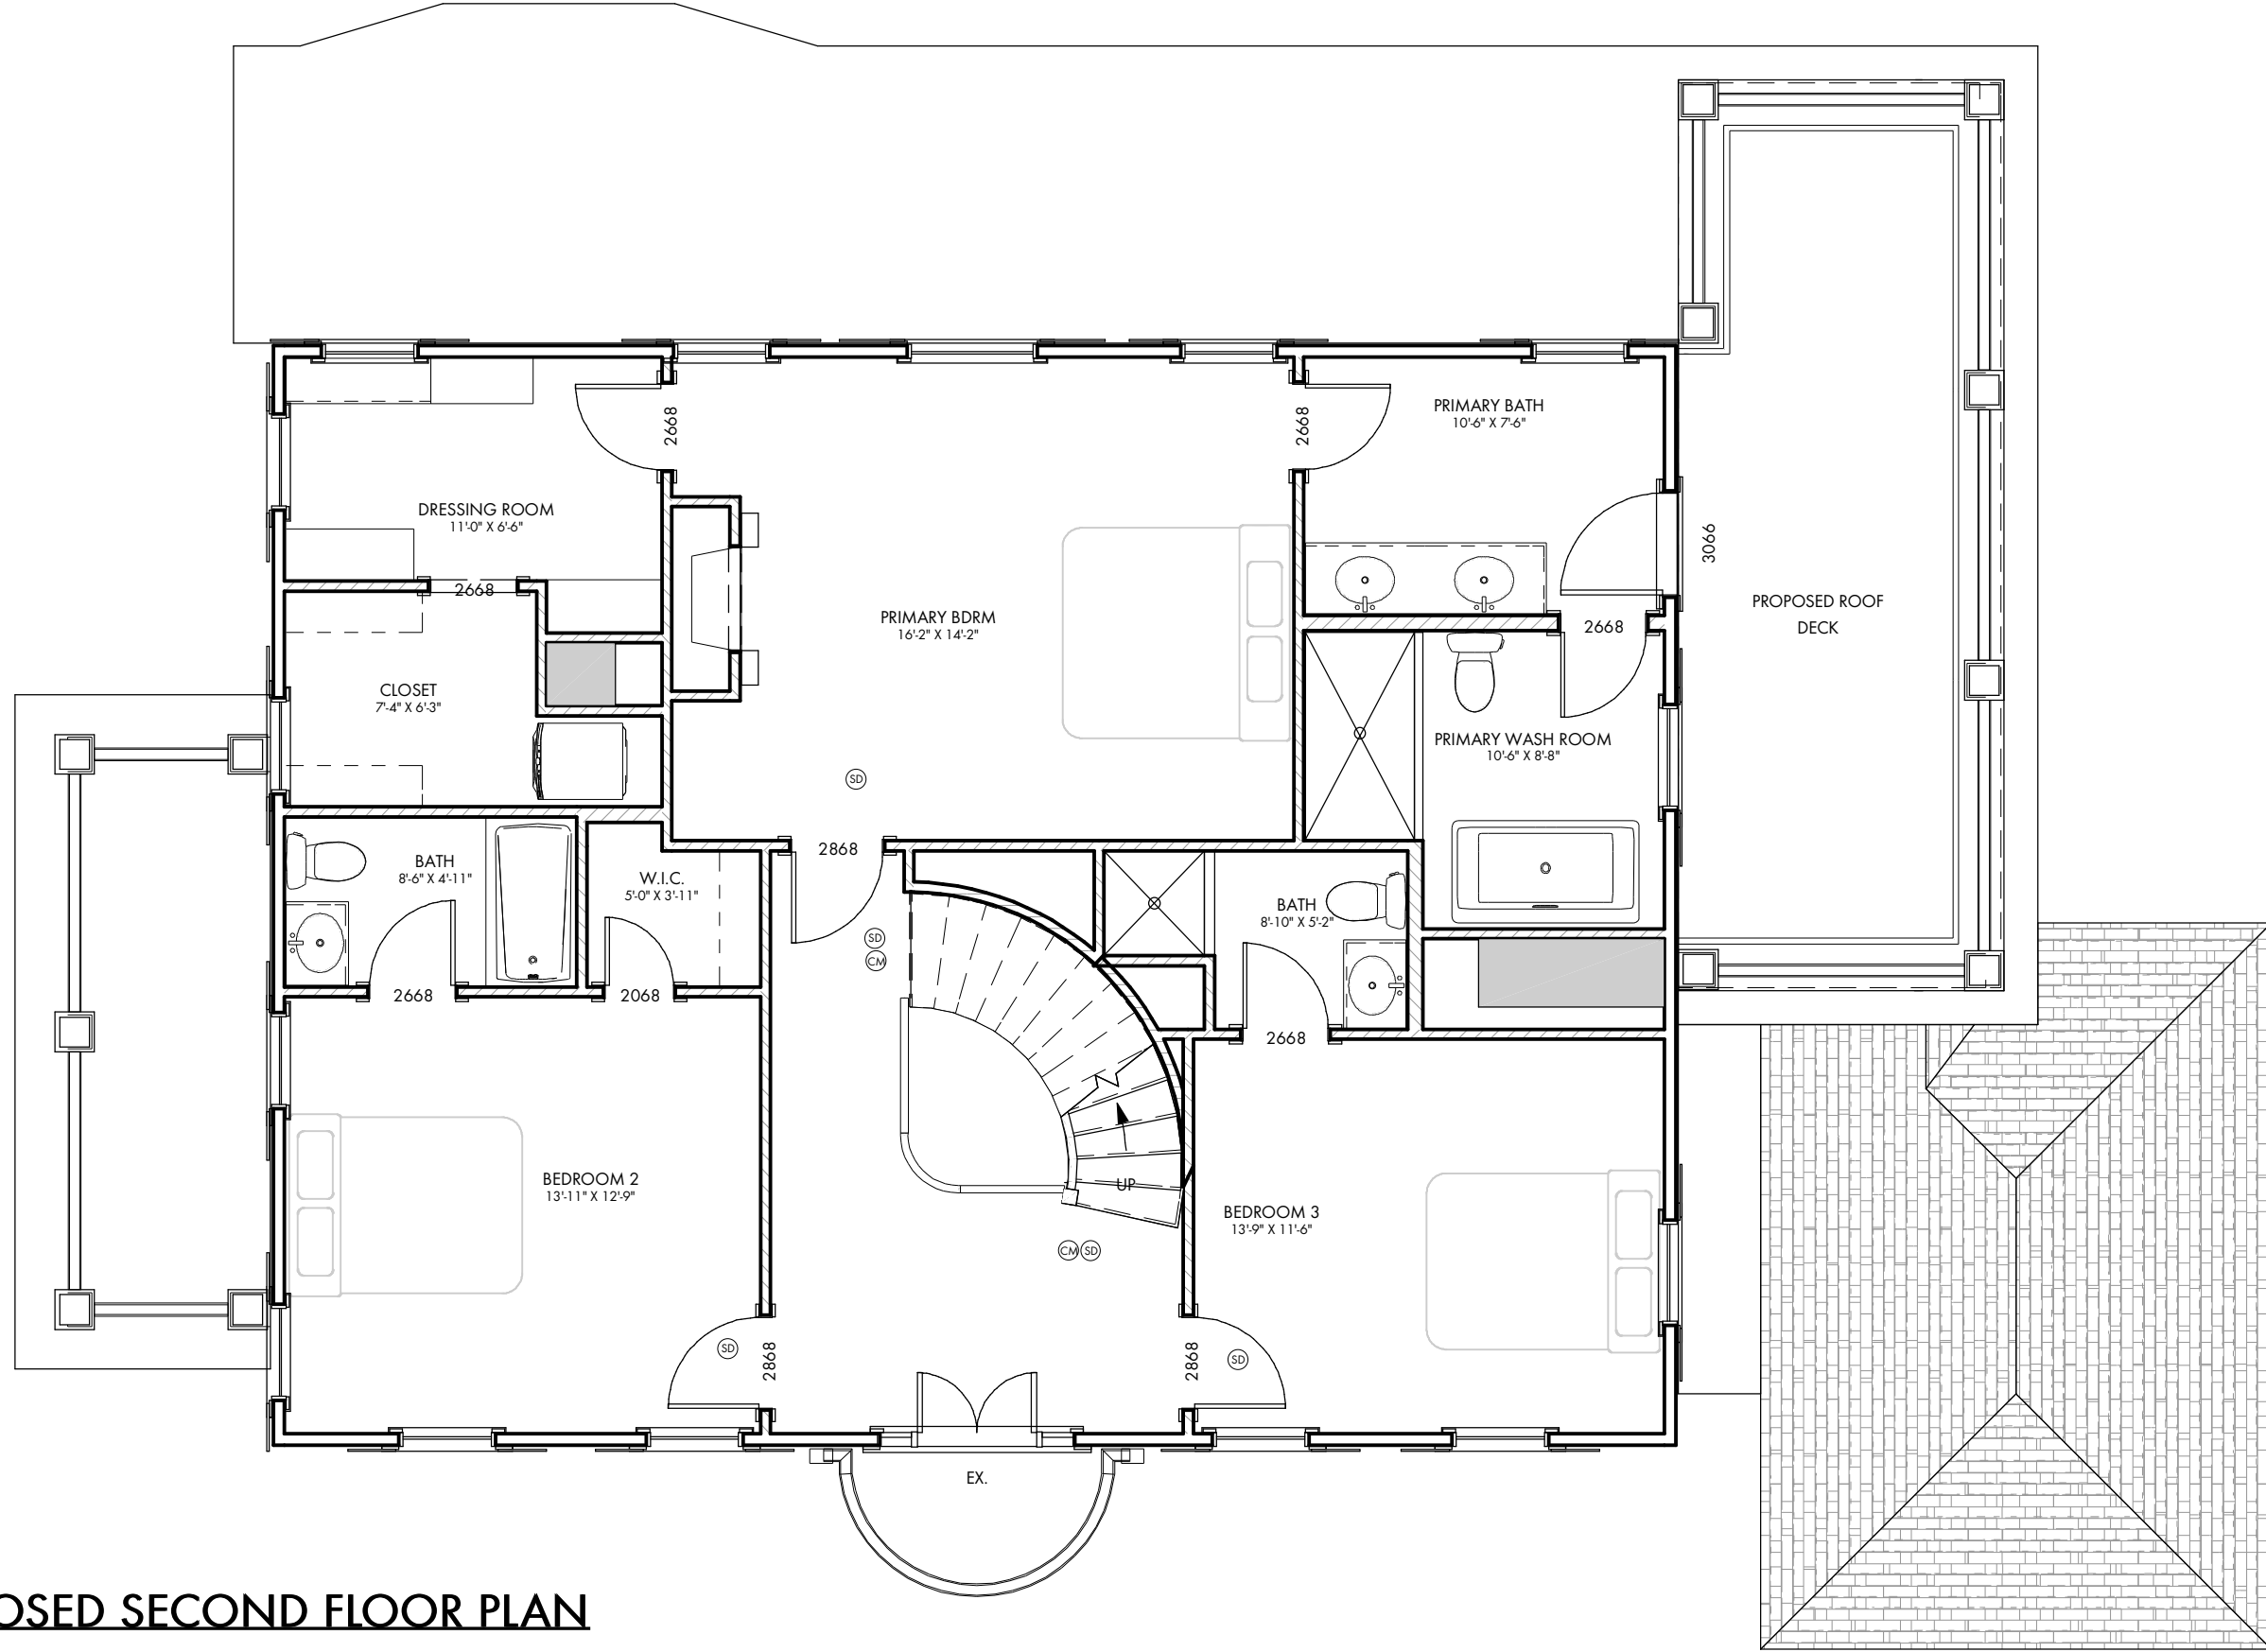 PRIMARY BATH
10'-6" X 7'-6"
2668
2668
DRESSING ROOM
11'-0" X 6'-6"
3066
2668
PROPOSED ROOF
DECK
PRIMARY BDRM
16'-2" X 14'-2"
2668
CLOSET
7'-4" X 6'-3"
PRIMARY WASH ROOM
10'-6" X 8'-8"
SD
2868
BATH
8'-6" X 4'-11"
W.I.C.
5'-0" X 3'-11"
BATH
8'-10" X 5'-2"
SD
CM
2668
2068
2668
BEDROOM 2
13'-11" X 12'-9"
UP
BEDROOM 3
13'-9" X 11'-6"
CM SD
SD
2868
2868
SD
EX.
OSED SECOND FLOOR PLAN